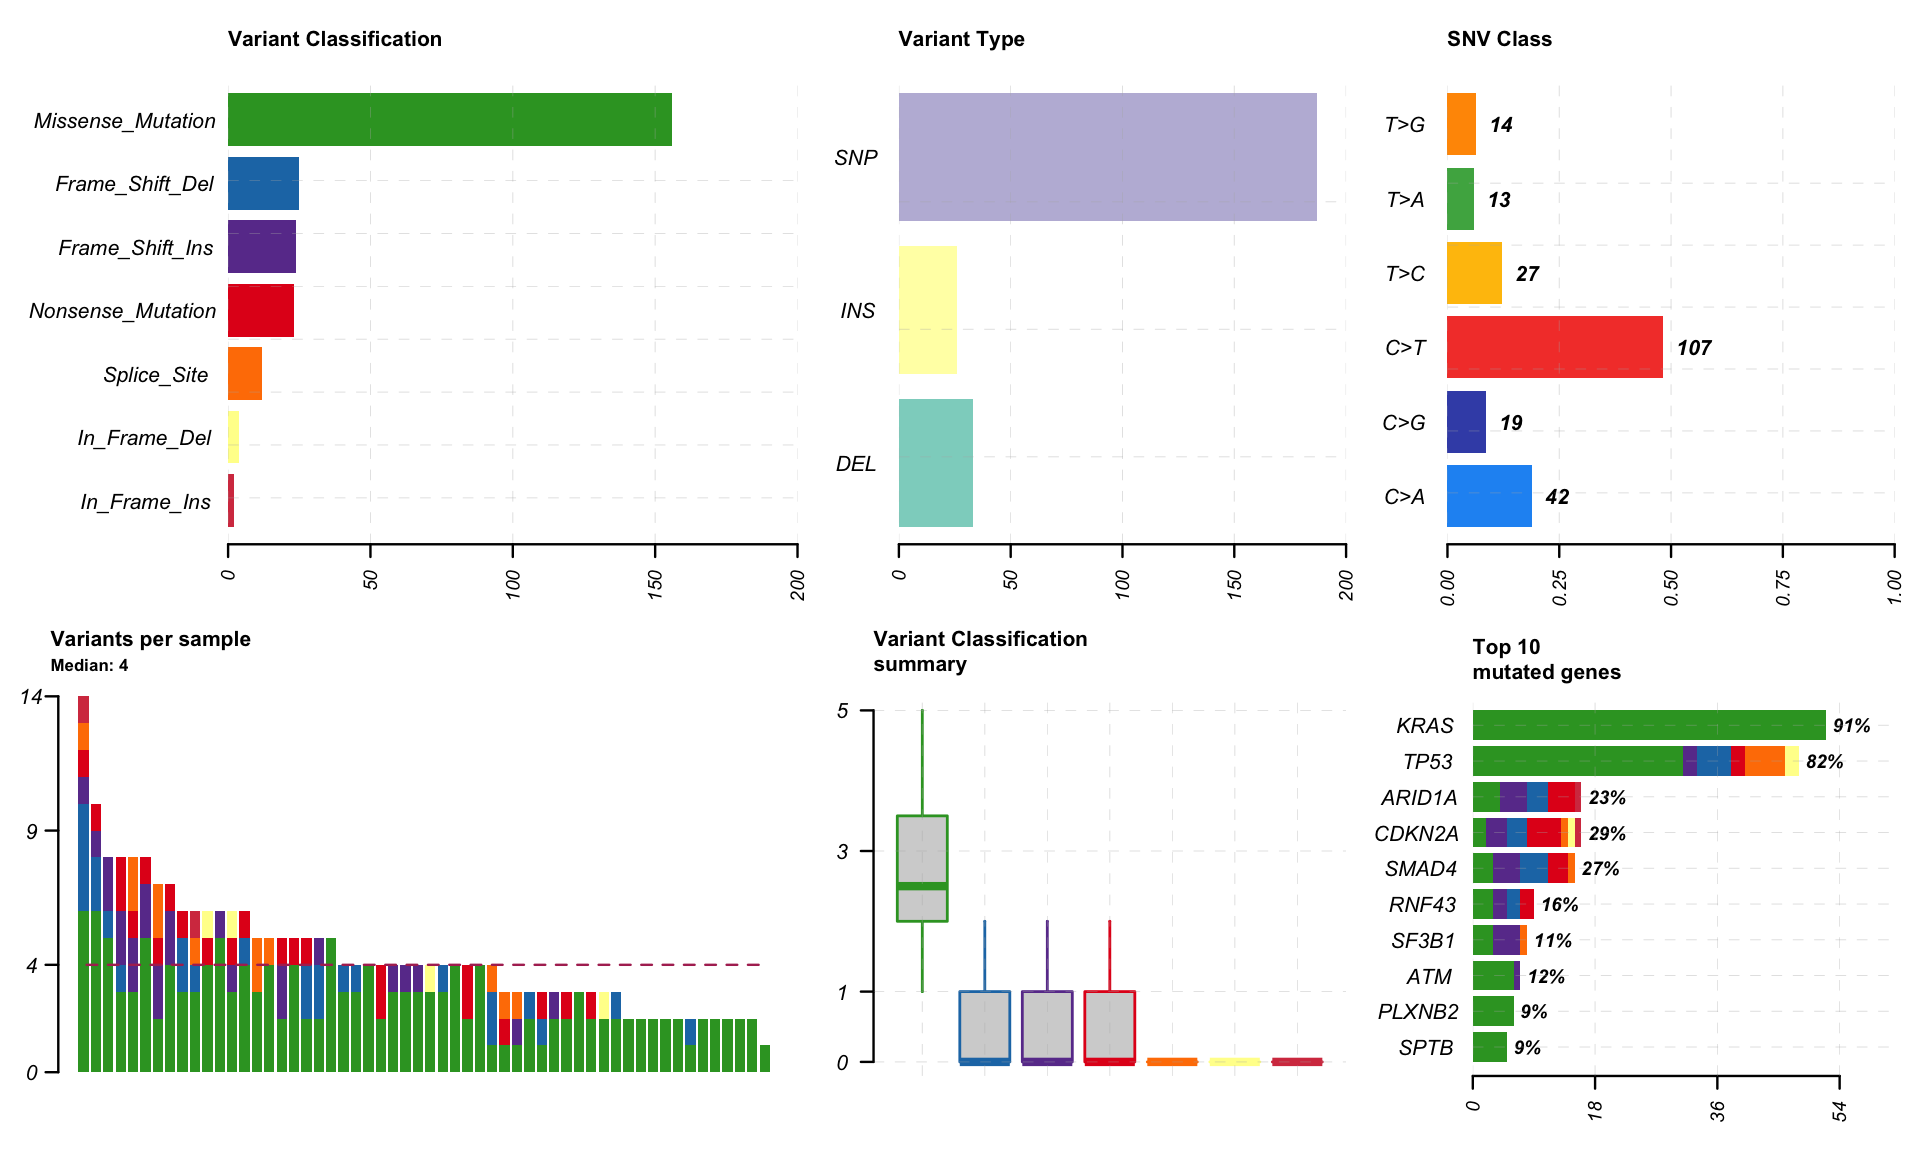 Variant Classification
Missense_Mutation
Frame_Shift_Del
Frame_Shift_Ins
Nonsense_Mutation
Splice_Site
In_Frame_Del
In_Frame_Ins
0
50
100
150
200
Variant Type
SNP
INS
DEL
0
50
100
150
200
SNV Class
T>G 14
T>A 13
T>C 27
C>T 107
C>G 19
C>A 42
0.00
0.25
0.50
0.75
1.00
Variants per sample
Median: 4
14
9
4
0
Variant Classification
summary
5
3
1
0
Top 10
mutated genes
KRAS 91%
TP53 82%
ARID1A 23%
CDKN2A 29%
SMAD4 27%
RNF43 16%
SF3B1 11%
ATM 12%
PLXNB2 9%
SPTB 9%
0
18
36
54